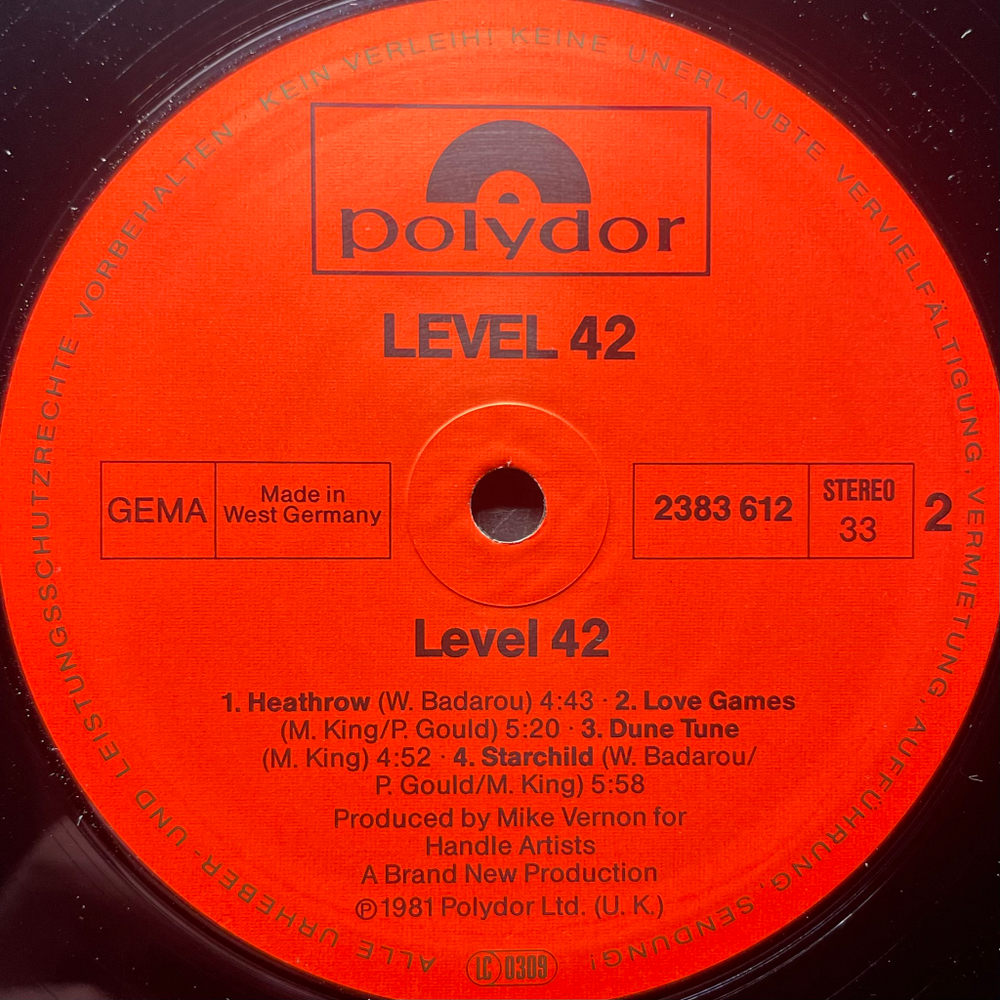 ALLE URHEBER- UND LEISTUNGSSCHUTZRECHTE VORBEHALTEN · KEIN VERLEIH! KEINE UNERLAUBTE VERVIELFÄLTIGUNG, VERMIETUNG, AUFFÜHRUNG, SENDUNG!
polydor
LEVEL 42
GEMA
Made in
West Germany
2383 612
STEREO
33
2
Level 42
1. Heathrow (W. Badarou) 4:43 · 2. Love Games
(M. King/P. Gould) 5:20 · 3. Dune Tune
(M. King) 4:52 · 4. Starchild (W. Badarou/
P. Gould/M. King) 5:58
Produced by Mike Vernon for
Handle Artists
A Brand New Production
℗ 1981 Polydor Ltd. (U. K.)
LC 0309